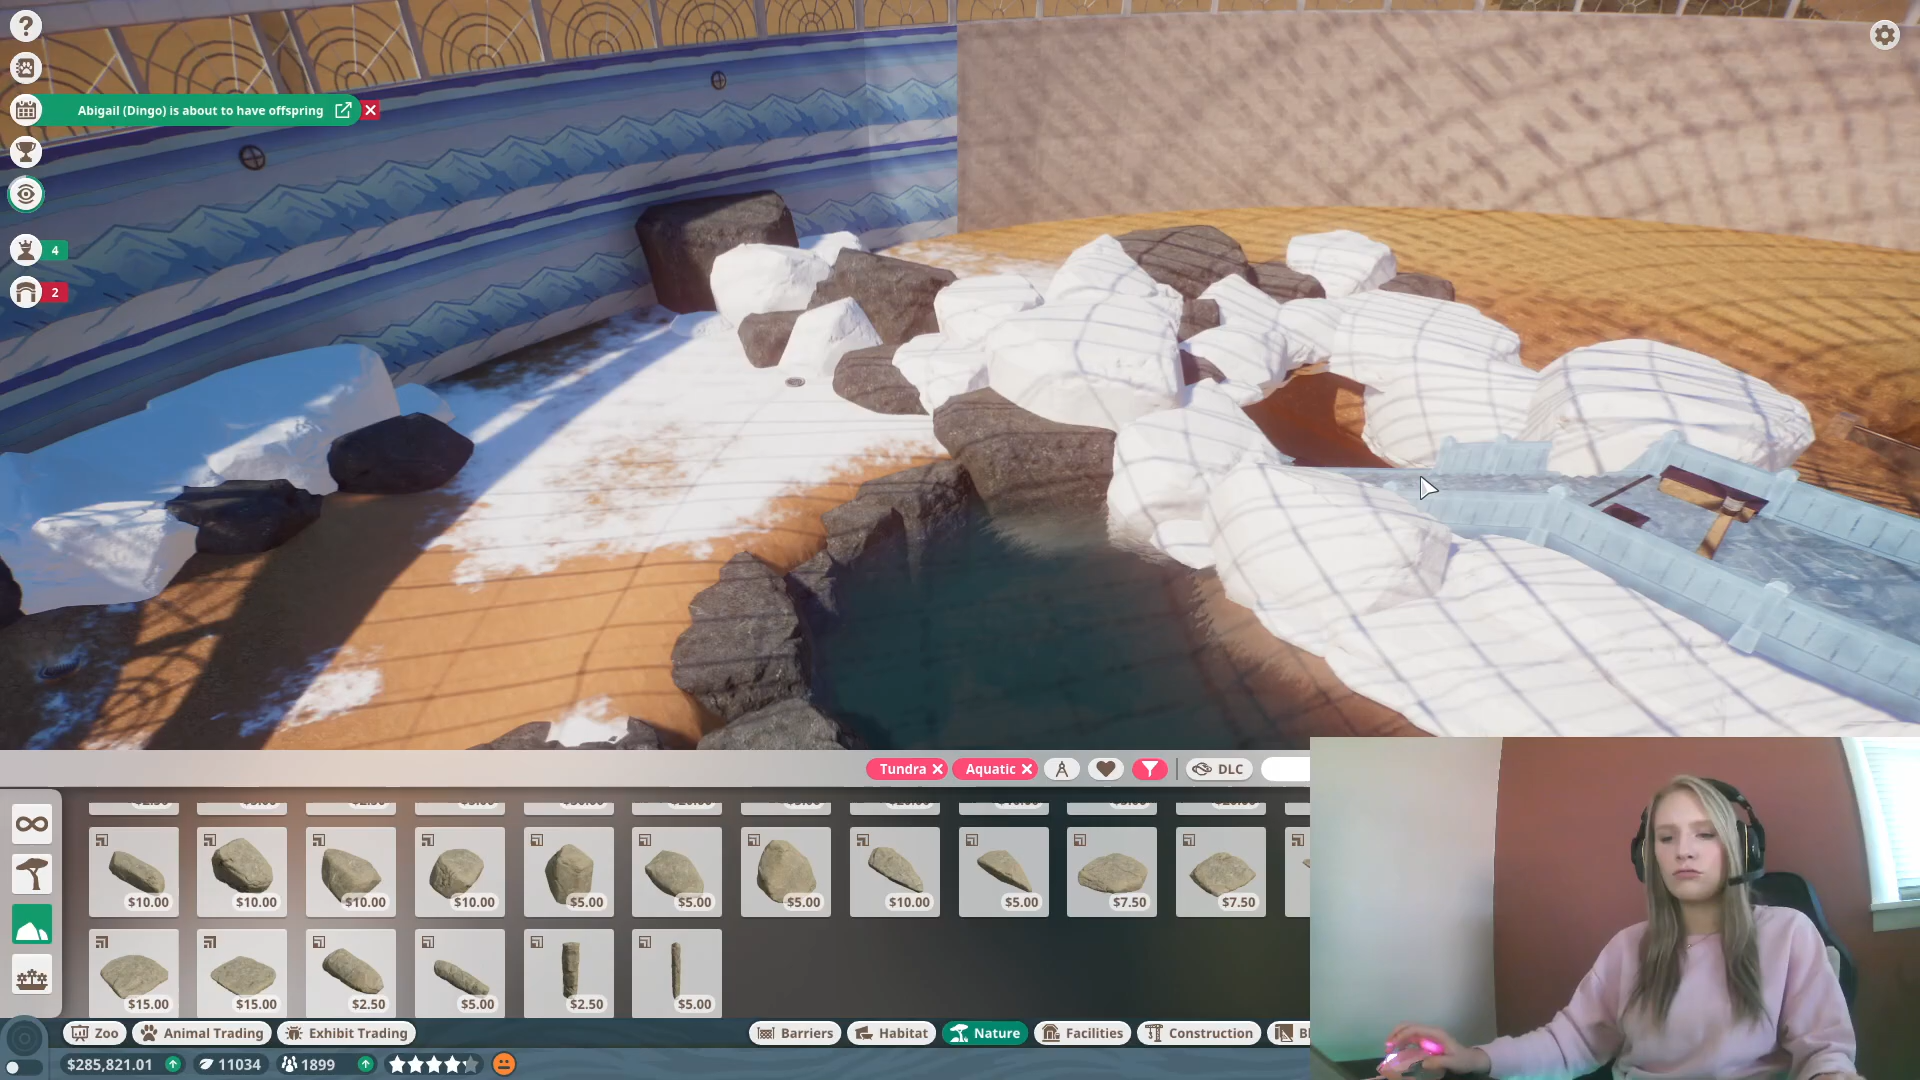 ?
Abigail (Dingo) is about to have offspring
4
2
Tundra
Aquatic
DLC
$10.00 $10.00 $10.00 $10.00 $5.00 $5.00 $5.00 $10.00 $5.00 $7.50 $7.50
$15.00 $15.00 $2.50 $5.00 $2.50 $5.00
Zoo Animal Trading Exhibit Trading Barriers Habitat Nature Facilities Construction
$285,821.01 11034 1899